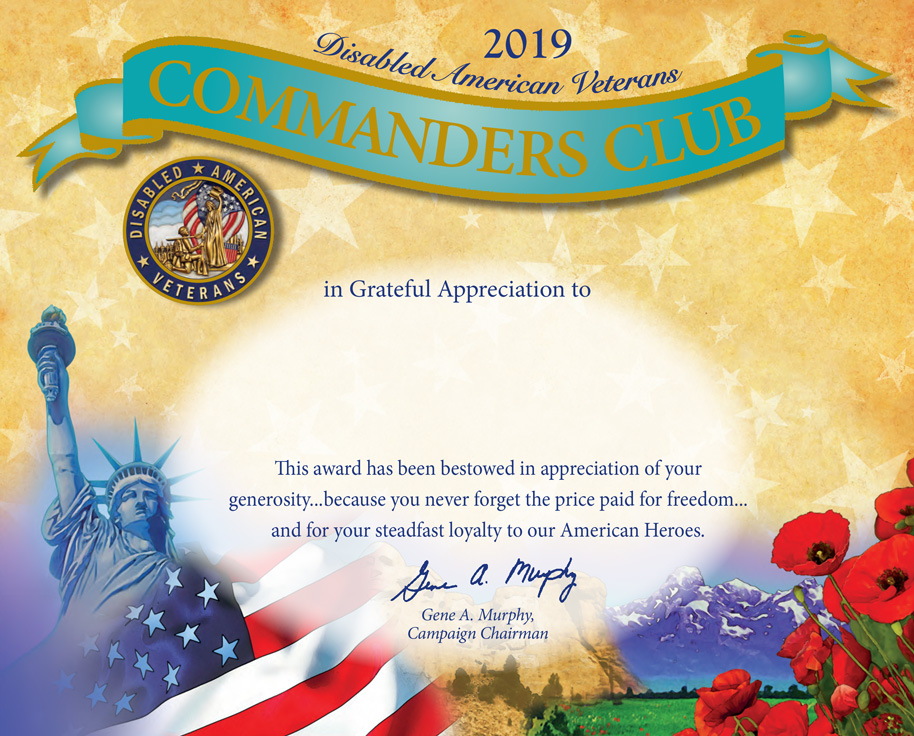 2019
Disabled American Veterans
COMMANDERS CLUB
DISABLED ★ AMERICAN
★ VETERANS ★
in Grateful Appreciation to
This award has been bestowed in appreciation of your
generosity...because you never forget the price paid for freedom...
and for your steadfast loyalty to our American Heroes.
Gene A. Murphy
Gene A. Murphy,
Campaign Chairman